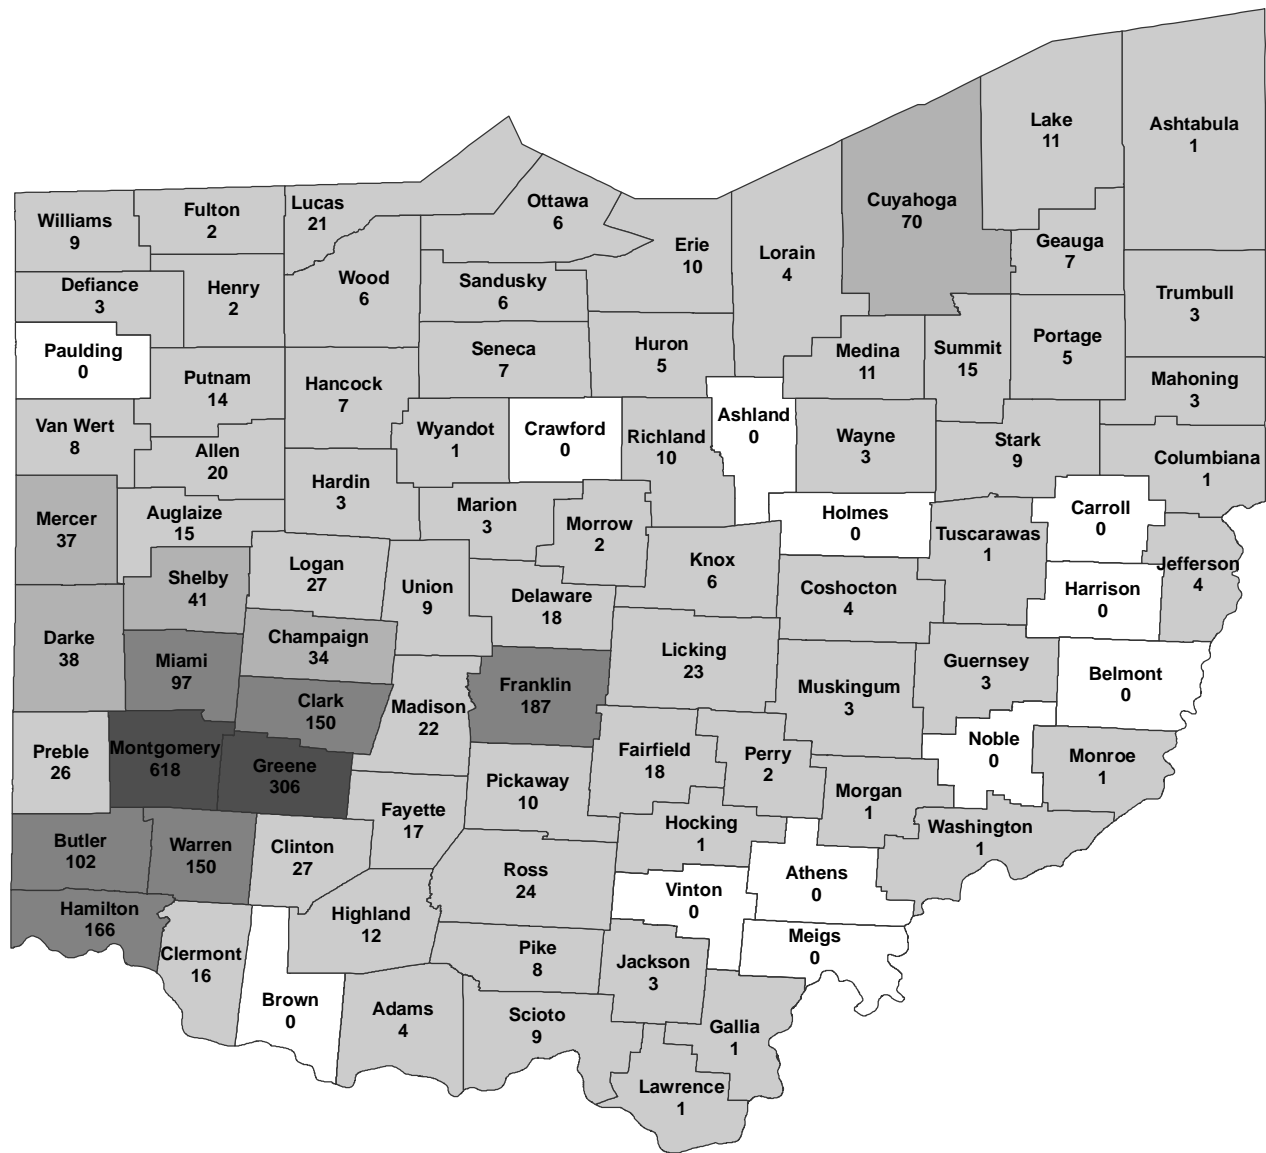 Lake
11
Ashtabula
1
Cuyahoga
70
Lucas
21
Ottawa
6
Fulton
2
Williams
9
Erie
10
Lorain
4
Geauga
7
Wood
6
Sandusky
6
Defiance
3
Henry
2
Trumbull
3
Paulding
0
Seneca
7
Huron
5
Medina
11
Summit
15
Portage
5
Putnam
14
Hancock
7
Mahoning
3
Van Wert
8
Wyandot
1
Crawford
0
Richland
10
Ashland
0
Wayne
3
Stark
9
Columbiana
1
Allen
20
Hardin
3
Mercer
37
Auglaize
15
Marion
3
Morrow
2
Holmes
0
Tuscarawas
1
Carroll
0
Jefferson
4
Shelby
41
Logan
27
Union
9
Delaware
18
Knox
6
Coshocton
4
Harrison
0
Darke
38
Miami
97
Champaign
34
Licking
23
Guernsey
3
Belmont
0
Clark
150
Madison
22
Franklin
187
Muskingum
3
Preble
26
Montgomery
618
Greene
306
Fairfield
18
Perry
2
Noble
0
Monroe
1
Pickaway
10
Morgan
1
Fayette
17
Hocking
1
Washington
1
Butler
102
Warren
150
Clinton
27
Ross
24
Vinton
0
Athens
0
Hamilton
166
Highland
12
Clermont
16
Pike
8
Jackson
3
Meigs
0
Brown
0
Adams
4
Scioto
9
Gallia
1
Lawrence
1